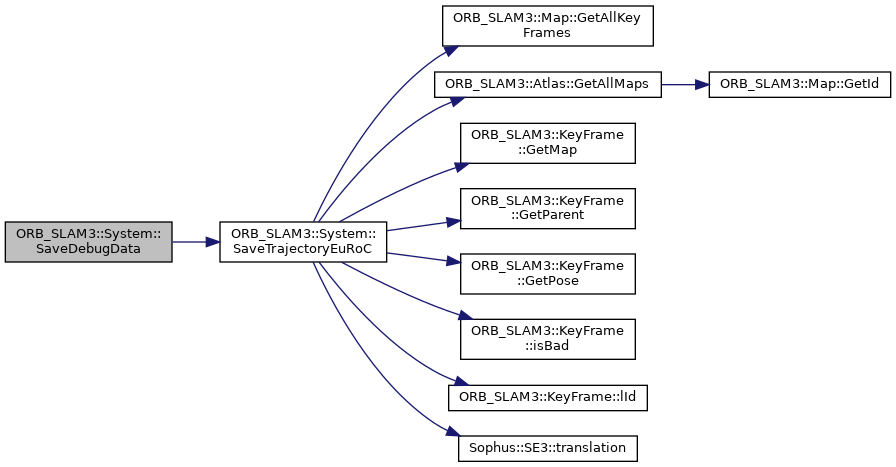 ORB_SLAM3::System::
SaveDebugData
ORB_SLAM3::System::
SaveTrajectoryEuRoC
ORB_SLAM3::Map::GetAllKey
Frames
ORB_SLAM3::Atlas::GetAllMaps
ORB_SLAM3::Map::GetId
ORB_SLAM3::KeyFrame
::GetMap
ORB_SLAM3::KeyFrame
::GetParent
ORB_SLAM3::KeyFrame
::GetPose
ORB_SLAM3::KeyFrame
::isBad
ORB_SLAM3::KeyFrame::lId
Sophus::SE3::translation